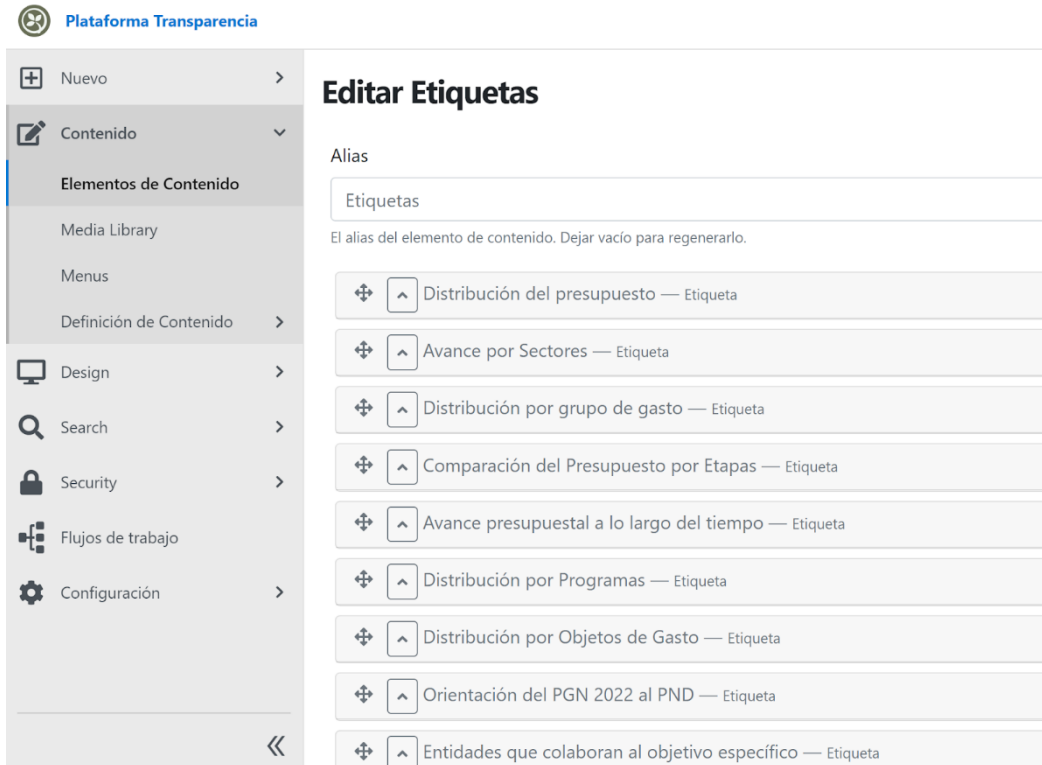 Plataforma Transparencia
Nuevo
Contenido
Elementos de Contenido
Media Library
Menus
Definición de Contenido
Design
Search
Security
Flujos de trabajo
Configuración
Editar Etiquetas
Alias
Etiquetas
El alias del elemento de contenido. Dejar vacío para regenerarlo.
Distribución del presupuesto — Etiqueta
Avance por Sectores — Etiqueta
Distribución por grupo de gasto — Etiqueta
Comparación del Presupuesto por Etapas — Etiqueta
Avance presupuestal a lo largo del tiempo — Etiqueta
Distribución por Programas — Etiqueta
Distribución por Objetos de Gasto — Etiqueta
Orientación del PGN 2022 al PND — Etiqueta
Entidades que colaboran al objetivo específico — Etiqueta